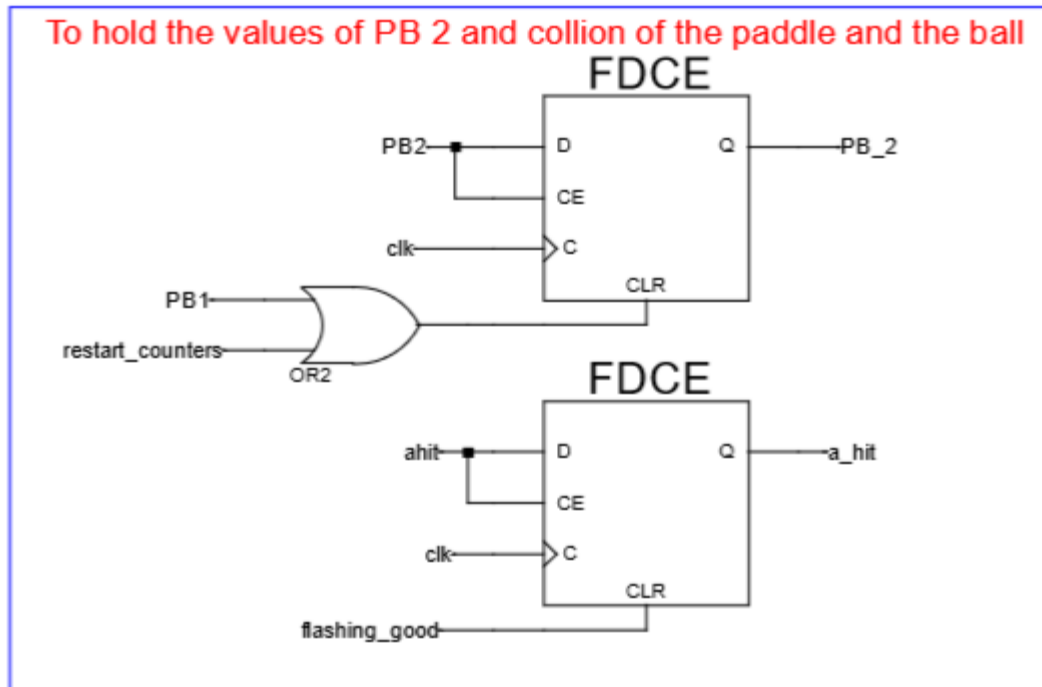 To hold the values of PB 2 and collion of the paddle and the ball
FDCE
PB2
D
Q
PB_2
CE
clk
C
CLR
PB1
restart_counters
OR2
FDCE
ahit
D
Q
a_hit
CE
clk
C
CLR
flashing_good